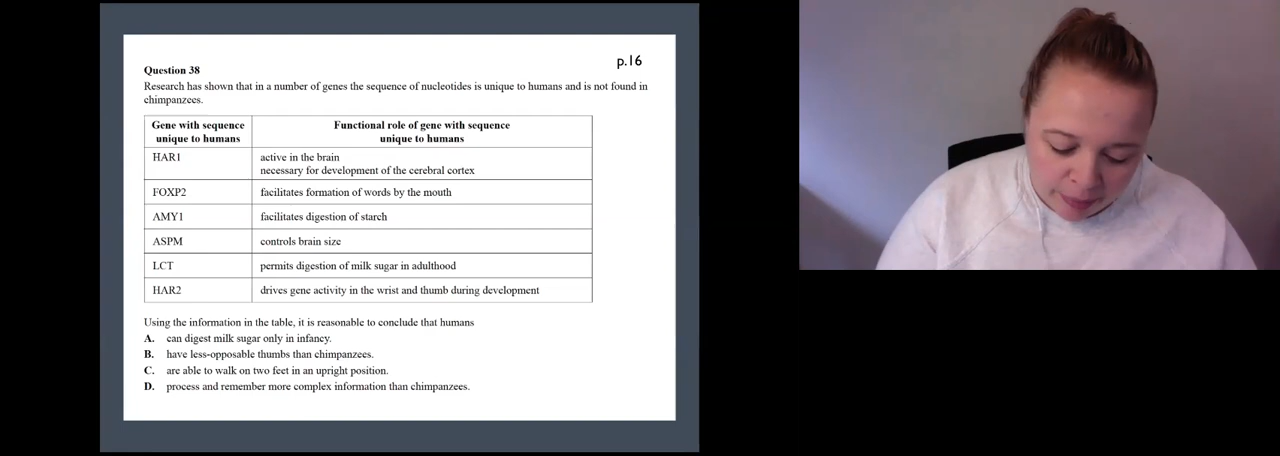 p.16
Question 38
Research has shown that in a number of genes the sequence of nucleotides is unique to humans and is not found in
chimpanzees.
Gene with sequence
unique to humans
Functional role of gene with sequence
unique to humans
HAR1
active in the brain
necessary for development of the cerebral cortex
FOXP2
facilitates formation of words by the mouth
AMY1
facilitates digestion of starch
ASPM
controls brain size
LCT
permits digestion of milk sugar in adulthood
HAR2
drives gene activity in the wrist and thumb during development
Using the information in the table, it is reasonable to conclude that humans
A. can digest milk sugar only in infancy.
B. have less-opposable thumbs than chimpanzees.
C. are able to walk on two feet in an upright position.
D. process and remember more complex information than chimpanzees.